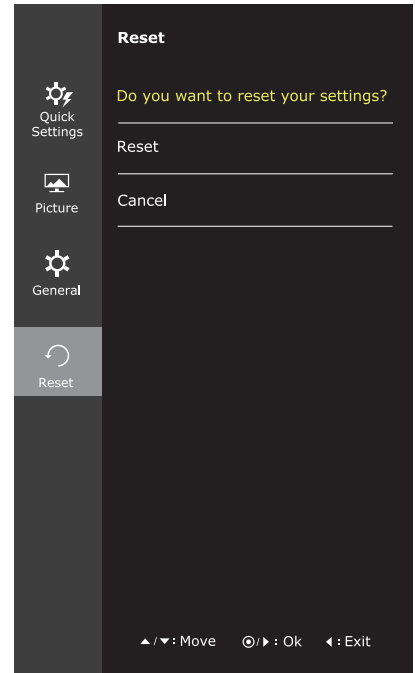 Reset
Do you want to reset your settings?
Reset
Cancel
Quick
Settings
Picture
General
Reset
▲/▼: Move ⦿/▶: Ok ◀: Exit